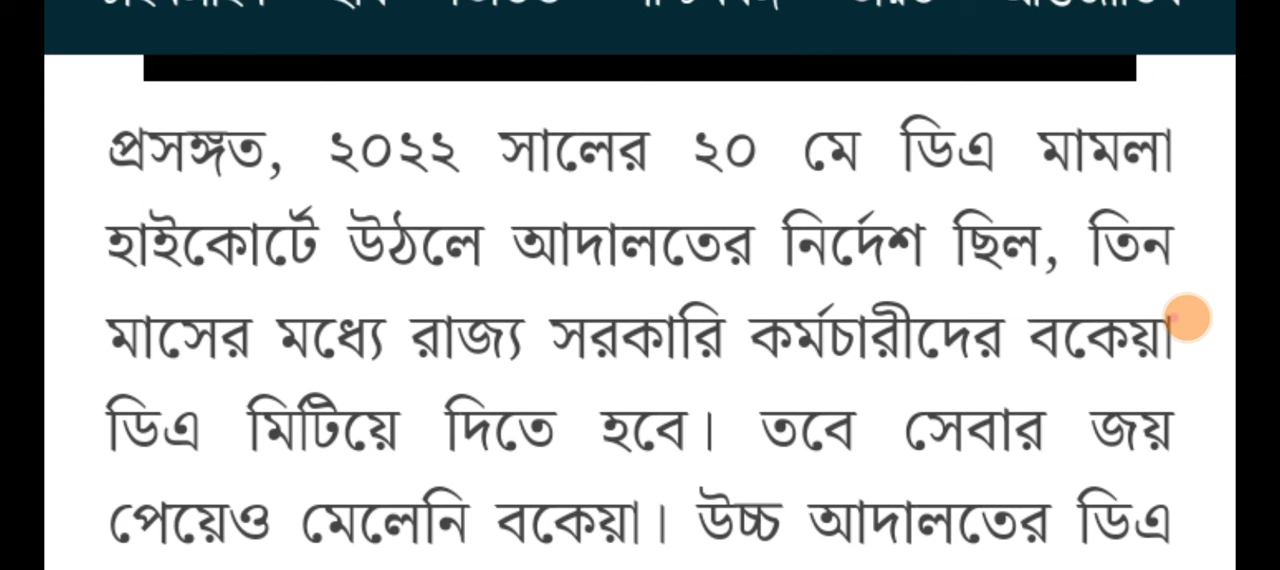 প্রসঙ্গত, ২০২২ সালের ২০ মে ডিএ মামলা
হাইকোর্টে উঠলে আদালতের নির্দেশ ছিল, তিন
মাসের মধ্যে রাজ্য সরকারি কর্মচারীদের বকেয়া
ডিএ মিটিয়ে দিতে হবে। তবে সেবার জয়
পেয়েও মেলেনি বকেয়া। উচ্চ আদালতের ডিএ